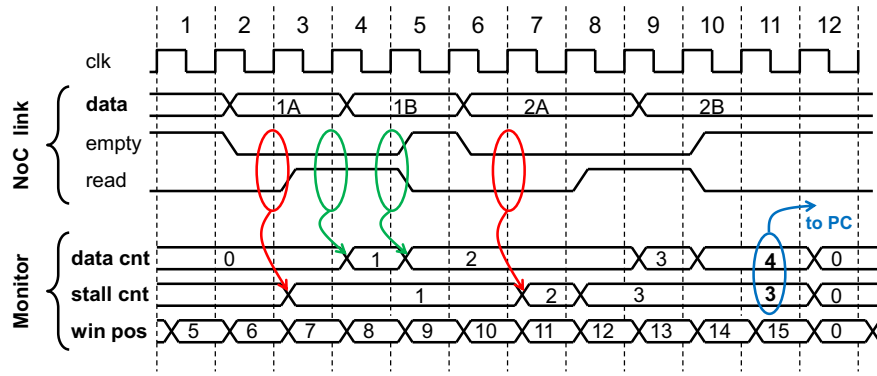 1 2 3 4 5 6 7 8 9 10 11 12
clk
NoC link
data 1A 1B 2A 2B
empty
read
to PC
Monitor
data cnt 0 1 2 3 4 0
stall cnt 1 2 3 3 0
win pos 5 6 7 8 9 10 11 12 13 14 15 0